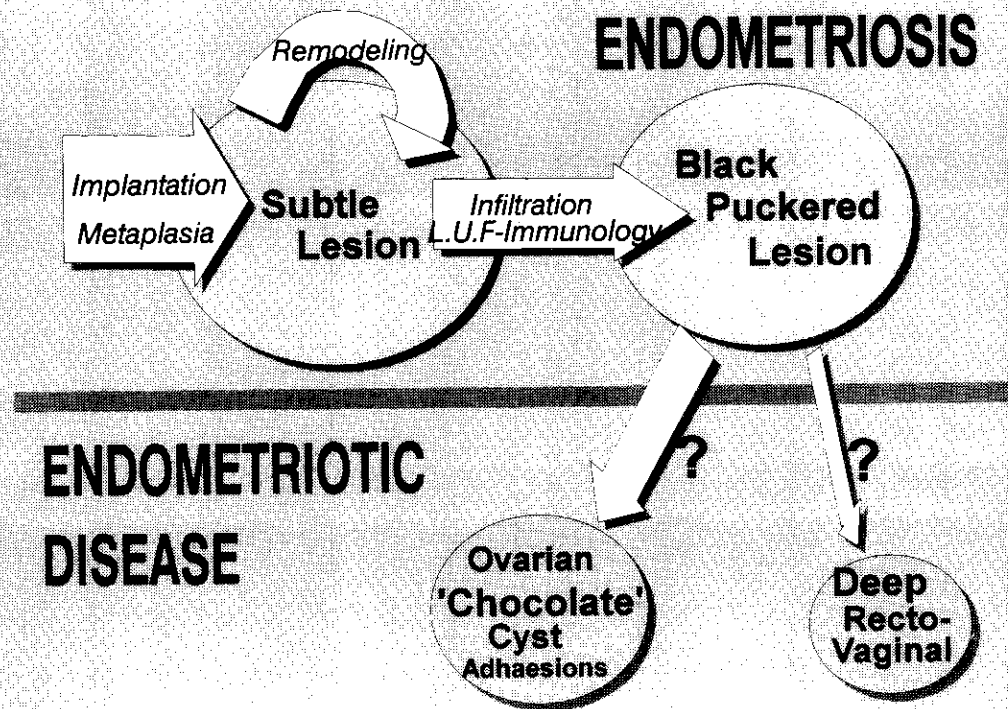 ENDOMETRIOSIS
Remodeling
Implantation
Metaplasia
Subtle
Lesion
Infiltration
L.U.F-Immunology
Black
Puckered
Lesion
ENDOMETRIOTIC
DISEASE
?
?
Ovarian
'Chocolate'
Cyst
Adhaesions
Deep
Recto-
Vaginal